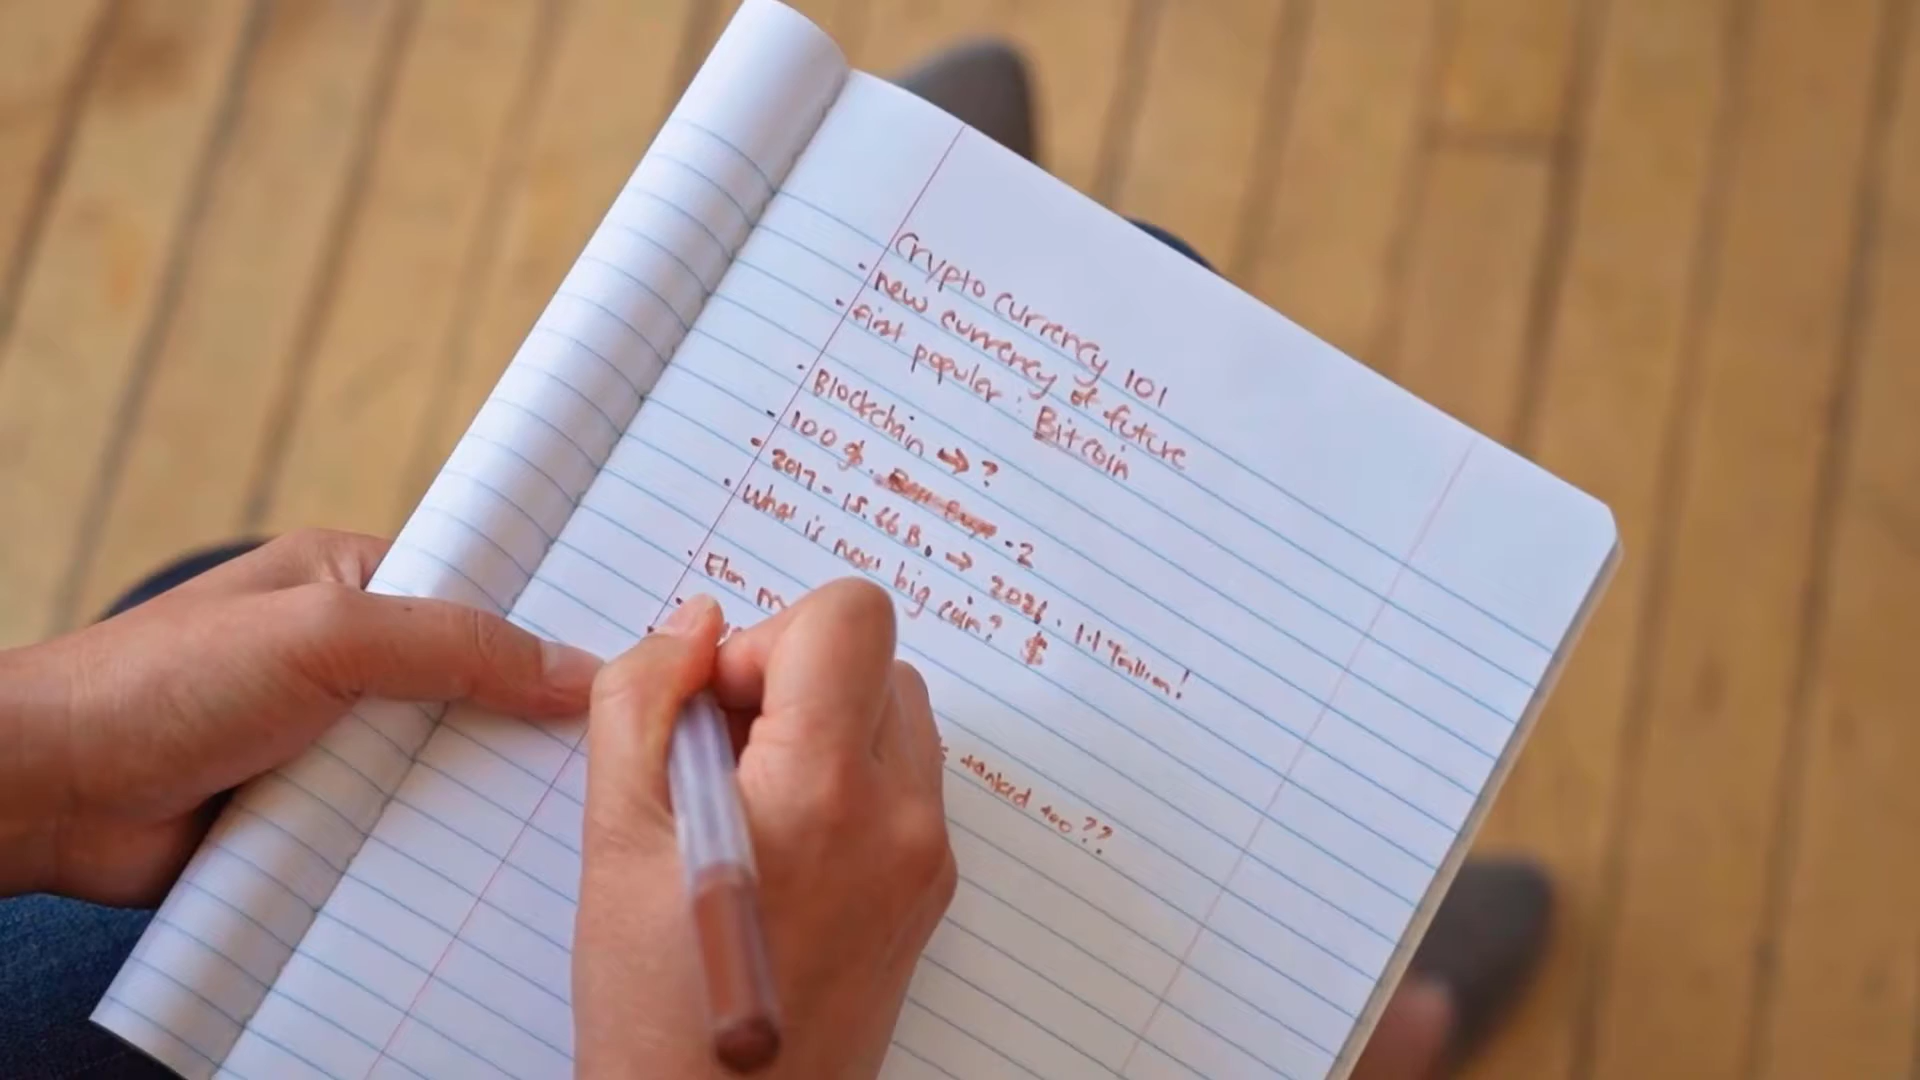 Crypto currency 101
• new currency of future
• first popular : Bitcoin
• Blockchain → ?
• 100 $. • 2
• 2017 - 15.66 B. → 2021. 1.1 Trillion!
• What is next big coin? $
• Elon m
tanked too??